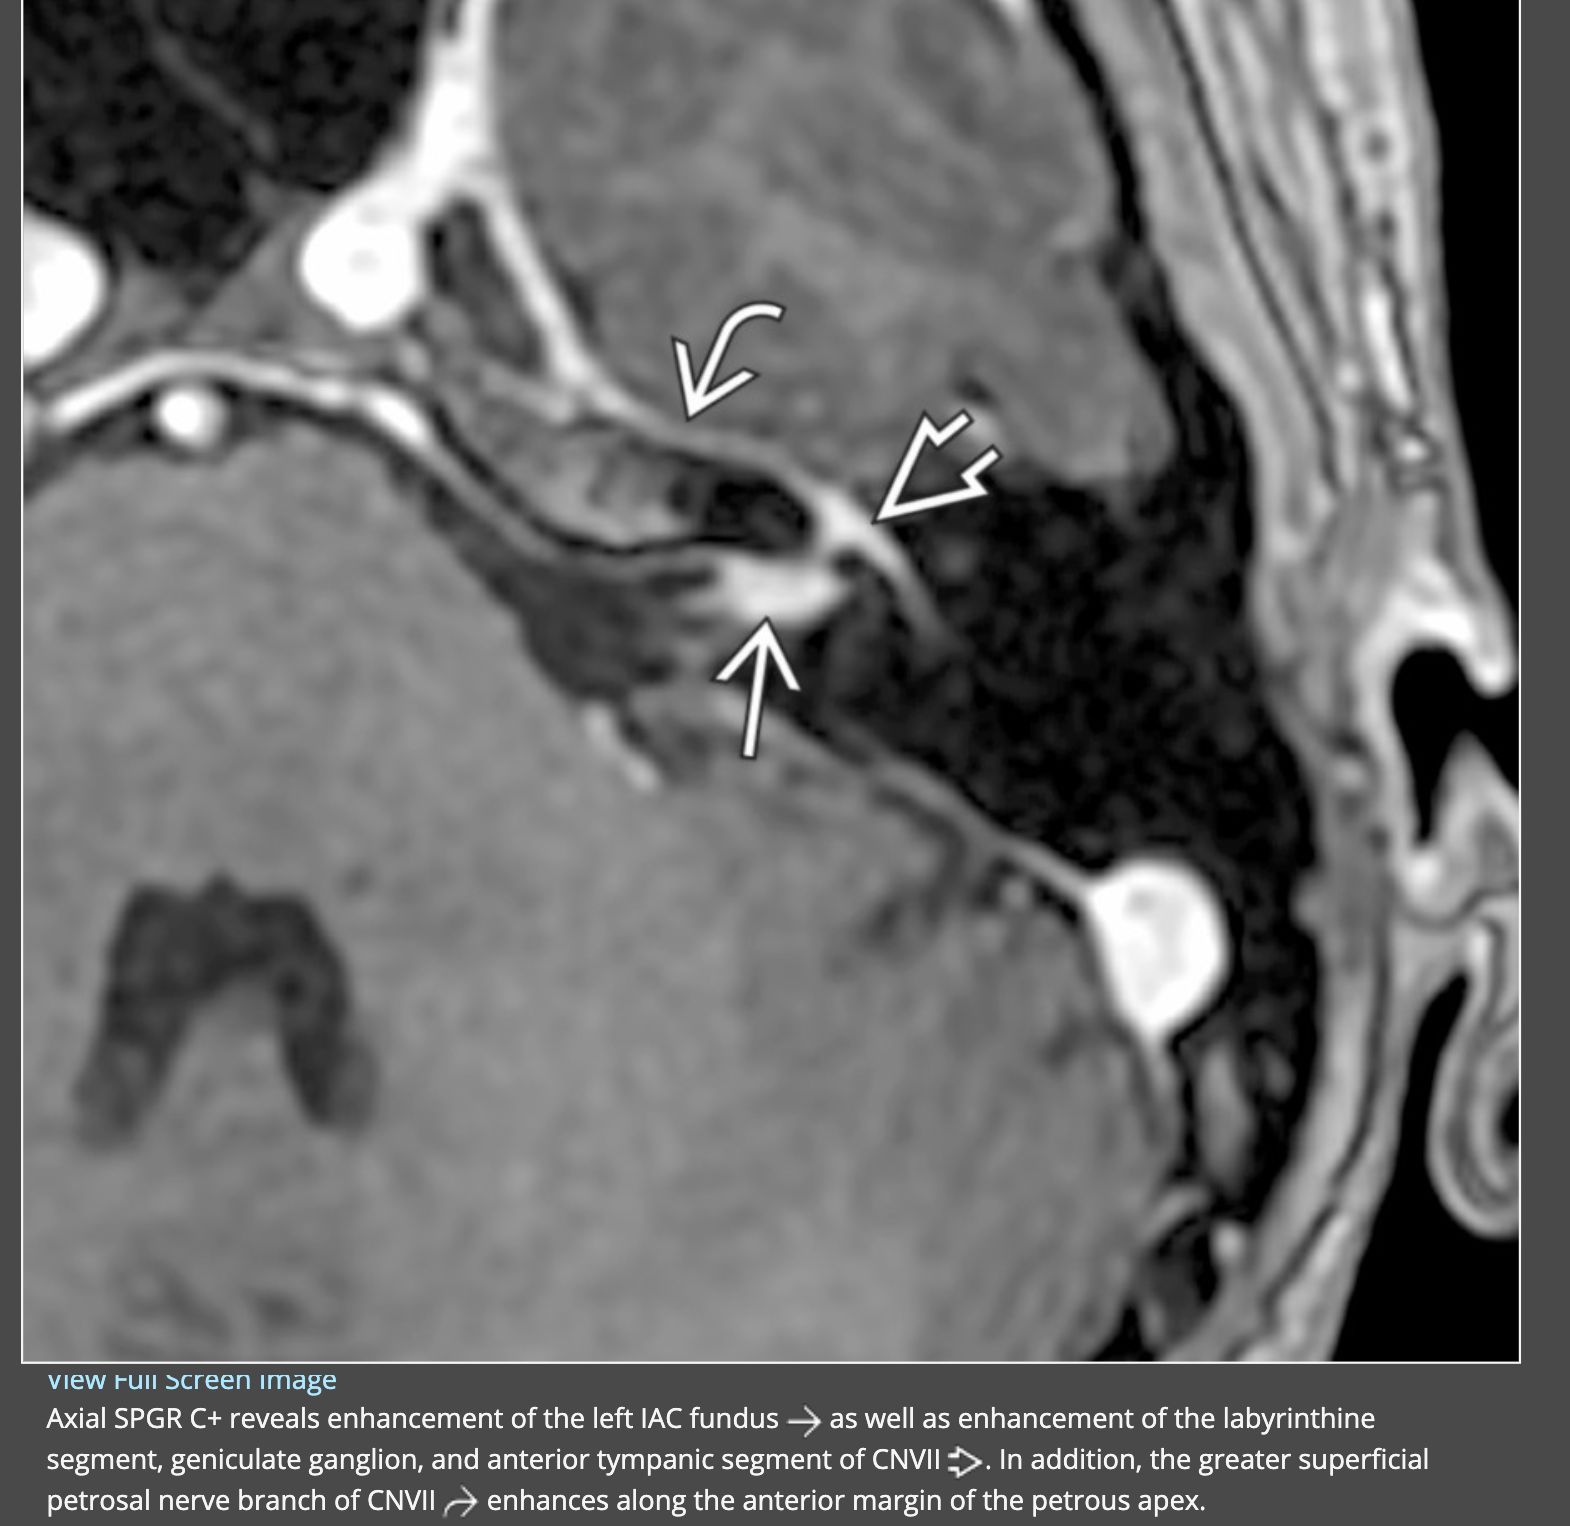 View Full Screen Image
Axial SPGR C+ reveals enhancement of the left IAC fundus → as well as enhancement of the labyrinthine
segment, geniculate ganglion, and anterior tympanic segment of CNVII ⇨. In addition, the greater superficial
petrosal nerve branch of CNVII ↷ enhances along the anterior margin of the petrous apex.